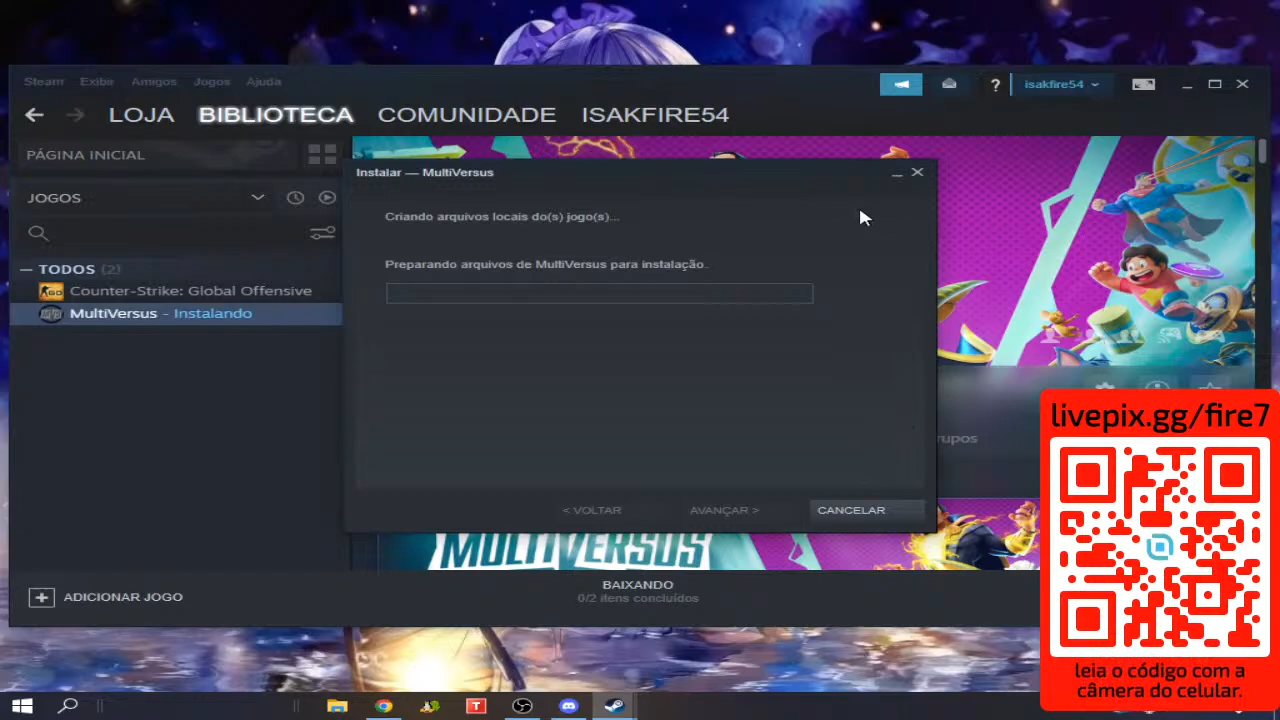 Steam Exibir Amigos Jogos Ajuda
? isakfire54
LOJA BIBLIOTECA COMUNIDADE ISAKFIRE54
PÁGINA INICIAL
Instalar — MultiVersus
JOGOS
Criando arquivos locais do(s) jogo(s)...
Preparando arquivos de MultiVersus para instalação.
— TODOS (2)
Counter-Strike: Global Offensive
MultiVersus - Instalando
< VOLTAR AVANÇAR > CANCELAR
MULTIVERSUS
BAIXANDO
0/2 itens concluídos
+ ADICIONAR JOGO
livepix.gg/fire7
leia o código com a
câmera do celular.